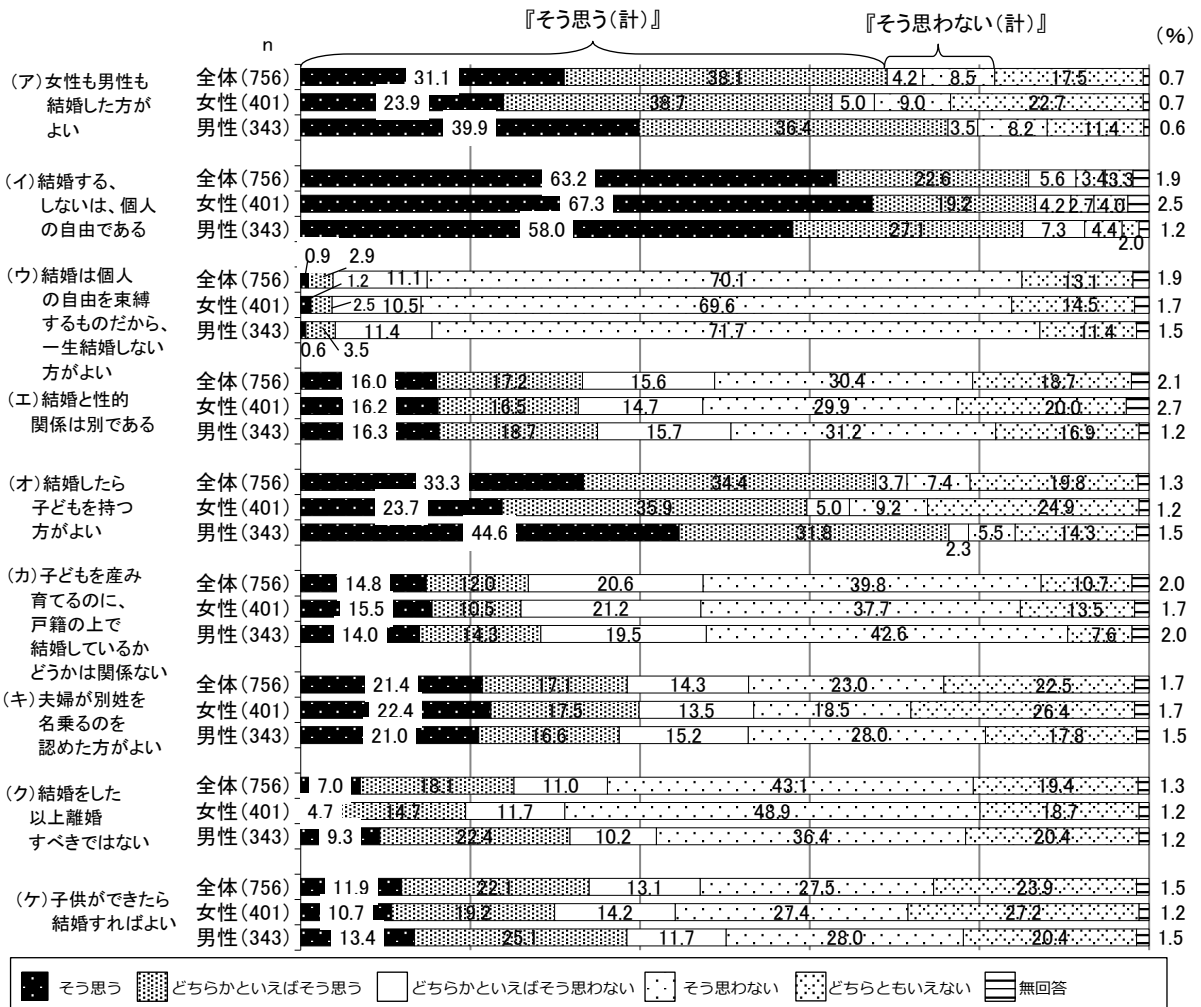 『そう思う(計)』 『そう思わない(計)』
n (%)
(ア)女性も男性も
結婚した方が
よい
全体(756) 31.1 38.1 4.2 8.5 17.5 0.7
女性(401) 23.9 38.7 5.0 9.0 22.7 0.7
男性(343) 39.9 36.4 3.5 8.2 11.4 0.6
(イ)結婚する、
しないは、個人
の自由である
全体(756) 63.2 22.6 5.6 3.4 3.3 1.9
女性(401) 67.3 19.2 4.2 2.7 4.0 2.5
男性(343) 58.0 27.1 7.3 4.4 2.0 1.2
(ウ)結婚は個人
の自由を束縛
するものだから、
一生結婚しない
方がよい
全体(756) 0.9 2.9 11.1 70.1 13.1 1.9
女性(401) 1.2 2.5 10.5 69.6 14.5 1.7
男性(343) 0.6 3.5 11.4 71.7 11.4 1.5
(エ)結婚と性的
関係は別である
全体(756) 16.0 17.2 15.6 30.4 18.7 2.1
女性(401) 16.2 16.5 14.7 29.9 20.0 2.7
男性(343) 16.3 18.7 15.7 31.2 16.9 1.2
(オ)結婚したら
子どもを持つ
方がよい
全体(756) 33.3 34.4 3.7 7.4 19.8 1.3
女性(401) 23.7 35.9 5.0 9.2 24.9 1.2
男性(343) 44.6 31.8 2.3 5.5 14.3 1.5
(カ)子どもを産み
育てるのに、
戸籍の上で
結婚しているか
どうかは関係ない
全体(756) 14.8 12.0 20.6 39.8 10.7 2.0
女性(401) 15.5 10.5 21.2 37.7 13.5 1.7
男性(343) 14.0 14.3 19.5 42.6 7.6 2.0
(キ)夫婦が別姓を
名乗るのを
認めた方がよい
全体(756) 21.4 17.1 14.3 23.0 22.5 1.7
女性(401) 22.4 17.5 13.5 18.5 26.4 1.7
男性(343) 21.0 16.6 15.2 28.0 17.8 1.5
(ク)結婚をした
以上離婚
すべきではない
全体(756) 7.0 18.1 11.0 43.1 19.4 1.3
女性(401) 4.7 14.7 11.7 48.9 18.7 1.2
男性(343) 9.3 22.4 10.2 36.4 20.4 1.2
(ケ)子供ができたら
結婚すればよい
全体(756) 11.9 22.1 13.1 27.5 23.9 1.5
女性(401) 10.7 19.2 14.2 27.4 27.2 1.2
男性(343) 13.4 25.1 11.7 28.0 20.4 1.5
そう思う どちらかといえばそう思う どちらかといえばそう思わない そう思わない どちらともいえない 無回答